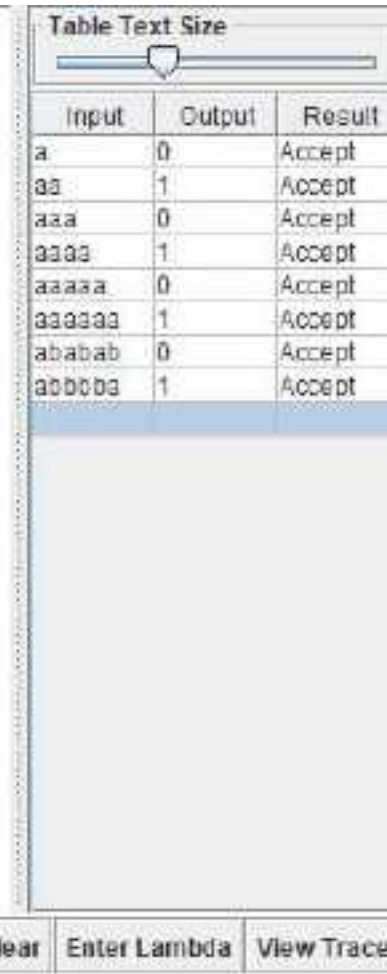 Table Text Size
Input Output Result
a 0 Accept
aa 1 Accept
aaa 0 Accept
aaaa 1 Accept
aaaaa 0 Accept
aaaaaa 1 Accept
ababab 0 Accept
abbbba 1 Accept
lear Enter Lambda View Trace